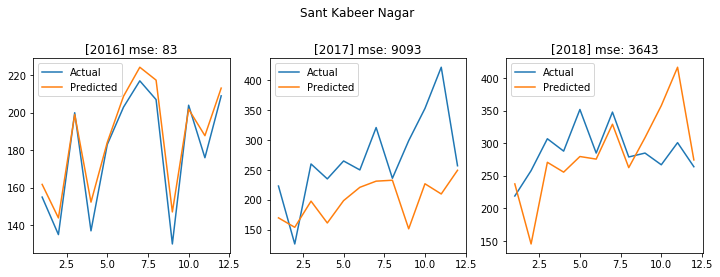 Sant Kabeer Nagar
[2016] mse: 83
Actual
Predicted
220
200
180
160
140
2.5 5.0 7.5 10.0 12.5
[2017] mse: 9093
Actual
Predicted
400
350
300
250
200
150
2.5 5.0 7.5 10.0 12.5
[2018] mse: 3643
Actual
Predicted
400
350
300
250
200
150
2.5 5.0 7.5 10.0 12.5